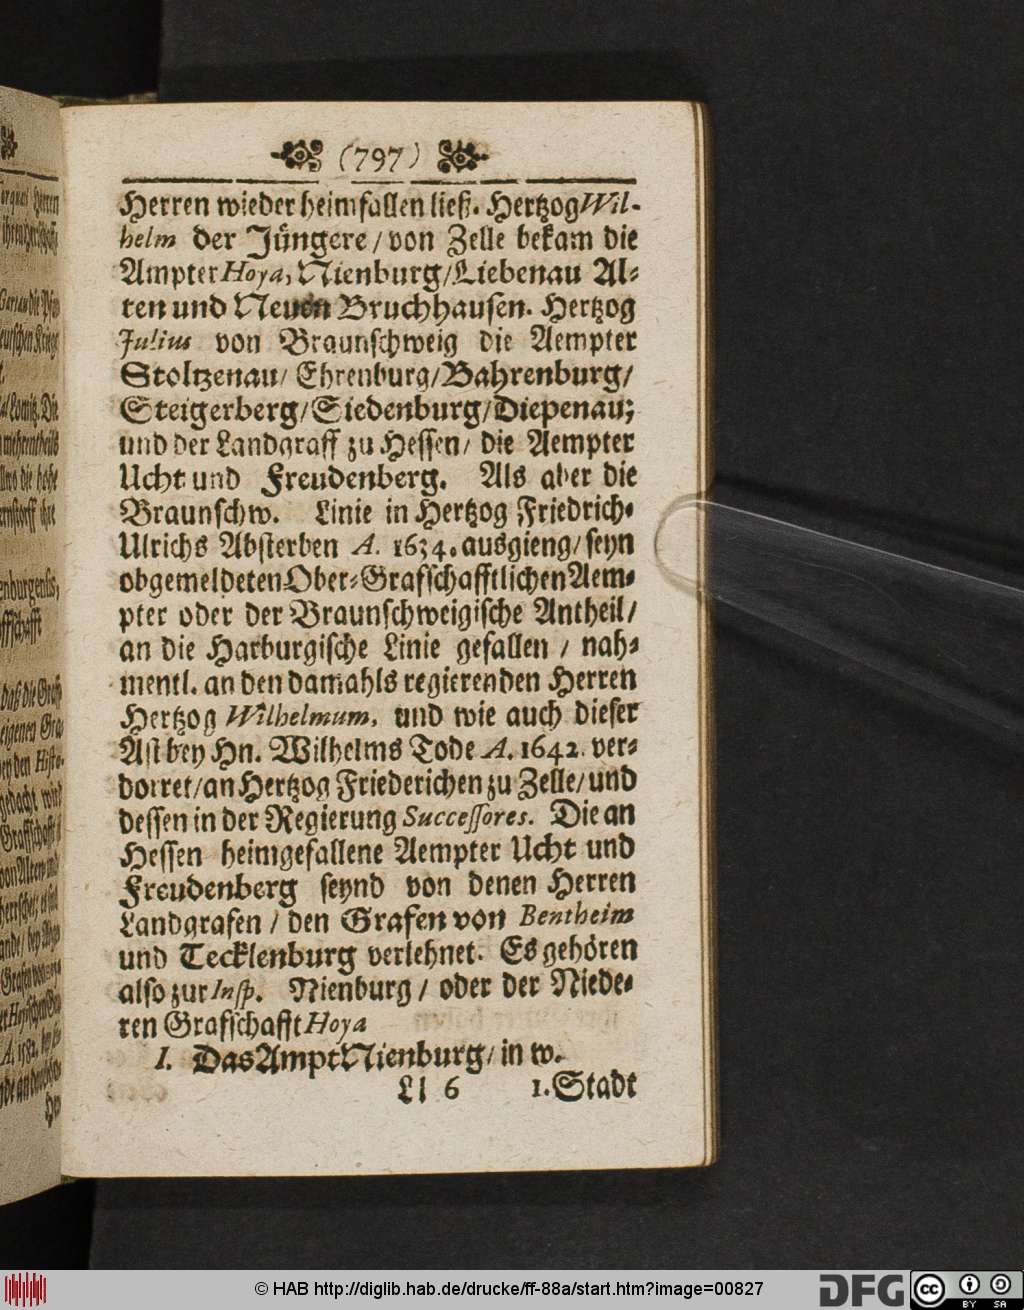 (797)
Herren wieder heimfallen ließ. Hertzog Wil-
helm der Jüngere / von Zelle bekam die
Ampter Hoya, Nienburg / Liebenau Al-
ten und Neuen Bruchhausen. Hertzog
Julius von Braunschweig die Aempter
Stoltzenau / Ehrenburg / Bahrenburg /
Steigerberg / Siedenburg / Diepenau;
und der Landgraff zu Hessen / die Aempter
Ucht und Freudenberg. Als aber die
Braunschw. Linie in Hertzog Friedrich-
Ulrichs Absterben A. 1634. ausgieng / seyn
obgemeldeten Ober-Grafschafftlichen Aem-
pter oder der Braunschweigische Antheil /
an die Harburgische Linie gefallen / nah-
mentl. an den damahls regierenden Herren
Hertzog Wilhelmum, und wie auch dieser
Ast bey Hn. Wilhelms Tode A. 1642. ver-
dorret / an Hertzog Friederichen zu Zelle / und
dessen in der Regierung Successores. Die an
Hessen heimgefallene Aempter Ucht und
Freudenberg seynd von denen Herren
Landgrafen / den Grafen von Bentheim
und Tecklenburg verlehnet. Es gehören
also zur Insp. Nienburg / oder der Niede-
ren Grafschafft Hoya
I. Das Ampt Nienburg / in w.
Ll 6 1. Stadt
© HAB http://diglib.hab.de/drucke/ff-88a/start.htm?image=00827
DFG
cc BY SA